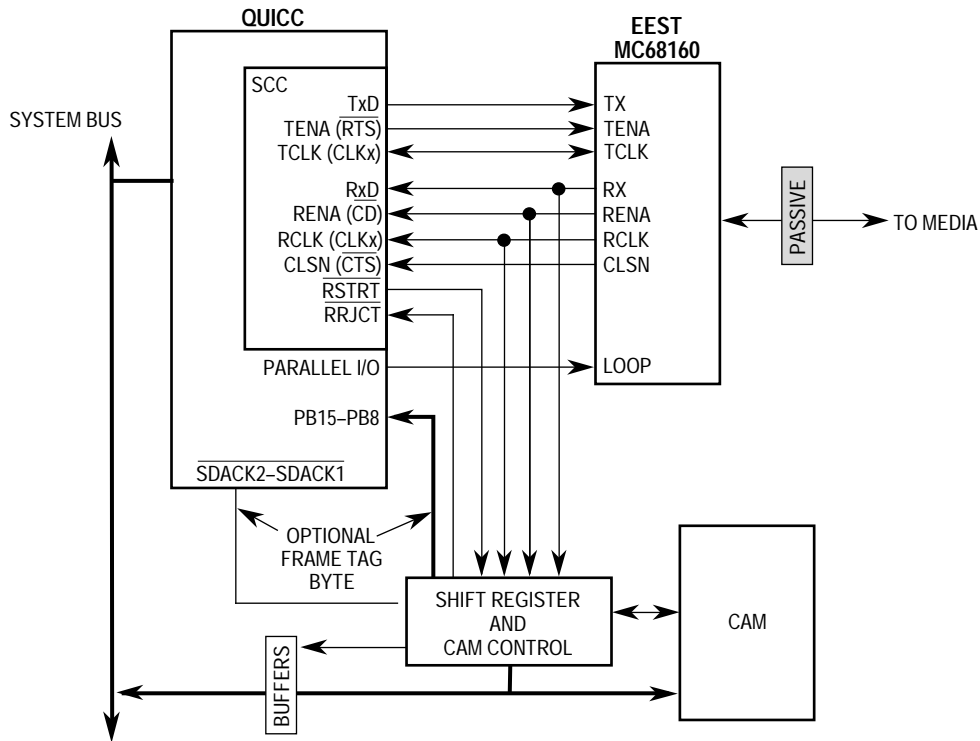 QUICC
EEST
MC68160
SCC
SYSTEM BUS
TxD
TENA (RTS)
TCLK (CLKx)
RxD
RENA (CD)
RCLK (CLKx)
CLSN (CTS)
RSTRT
RRJCT
PARALLEL I/O
PB15–PB8
SDACK2–SDACK1
TX
TENA
TCLK
RX
RENA
RCLK
CLSN
LOOP
PASSIVE
TO MEDIA
OPTIONAL
FRAME TAG
BYTE
SHIFT REGISTER
AND
CAM CONTROL
CAM
BUFFERS